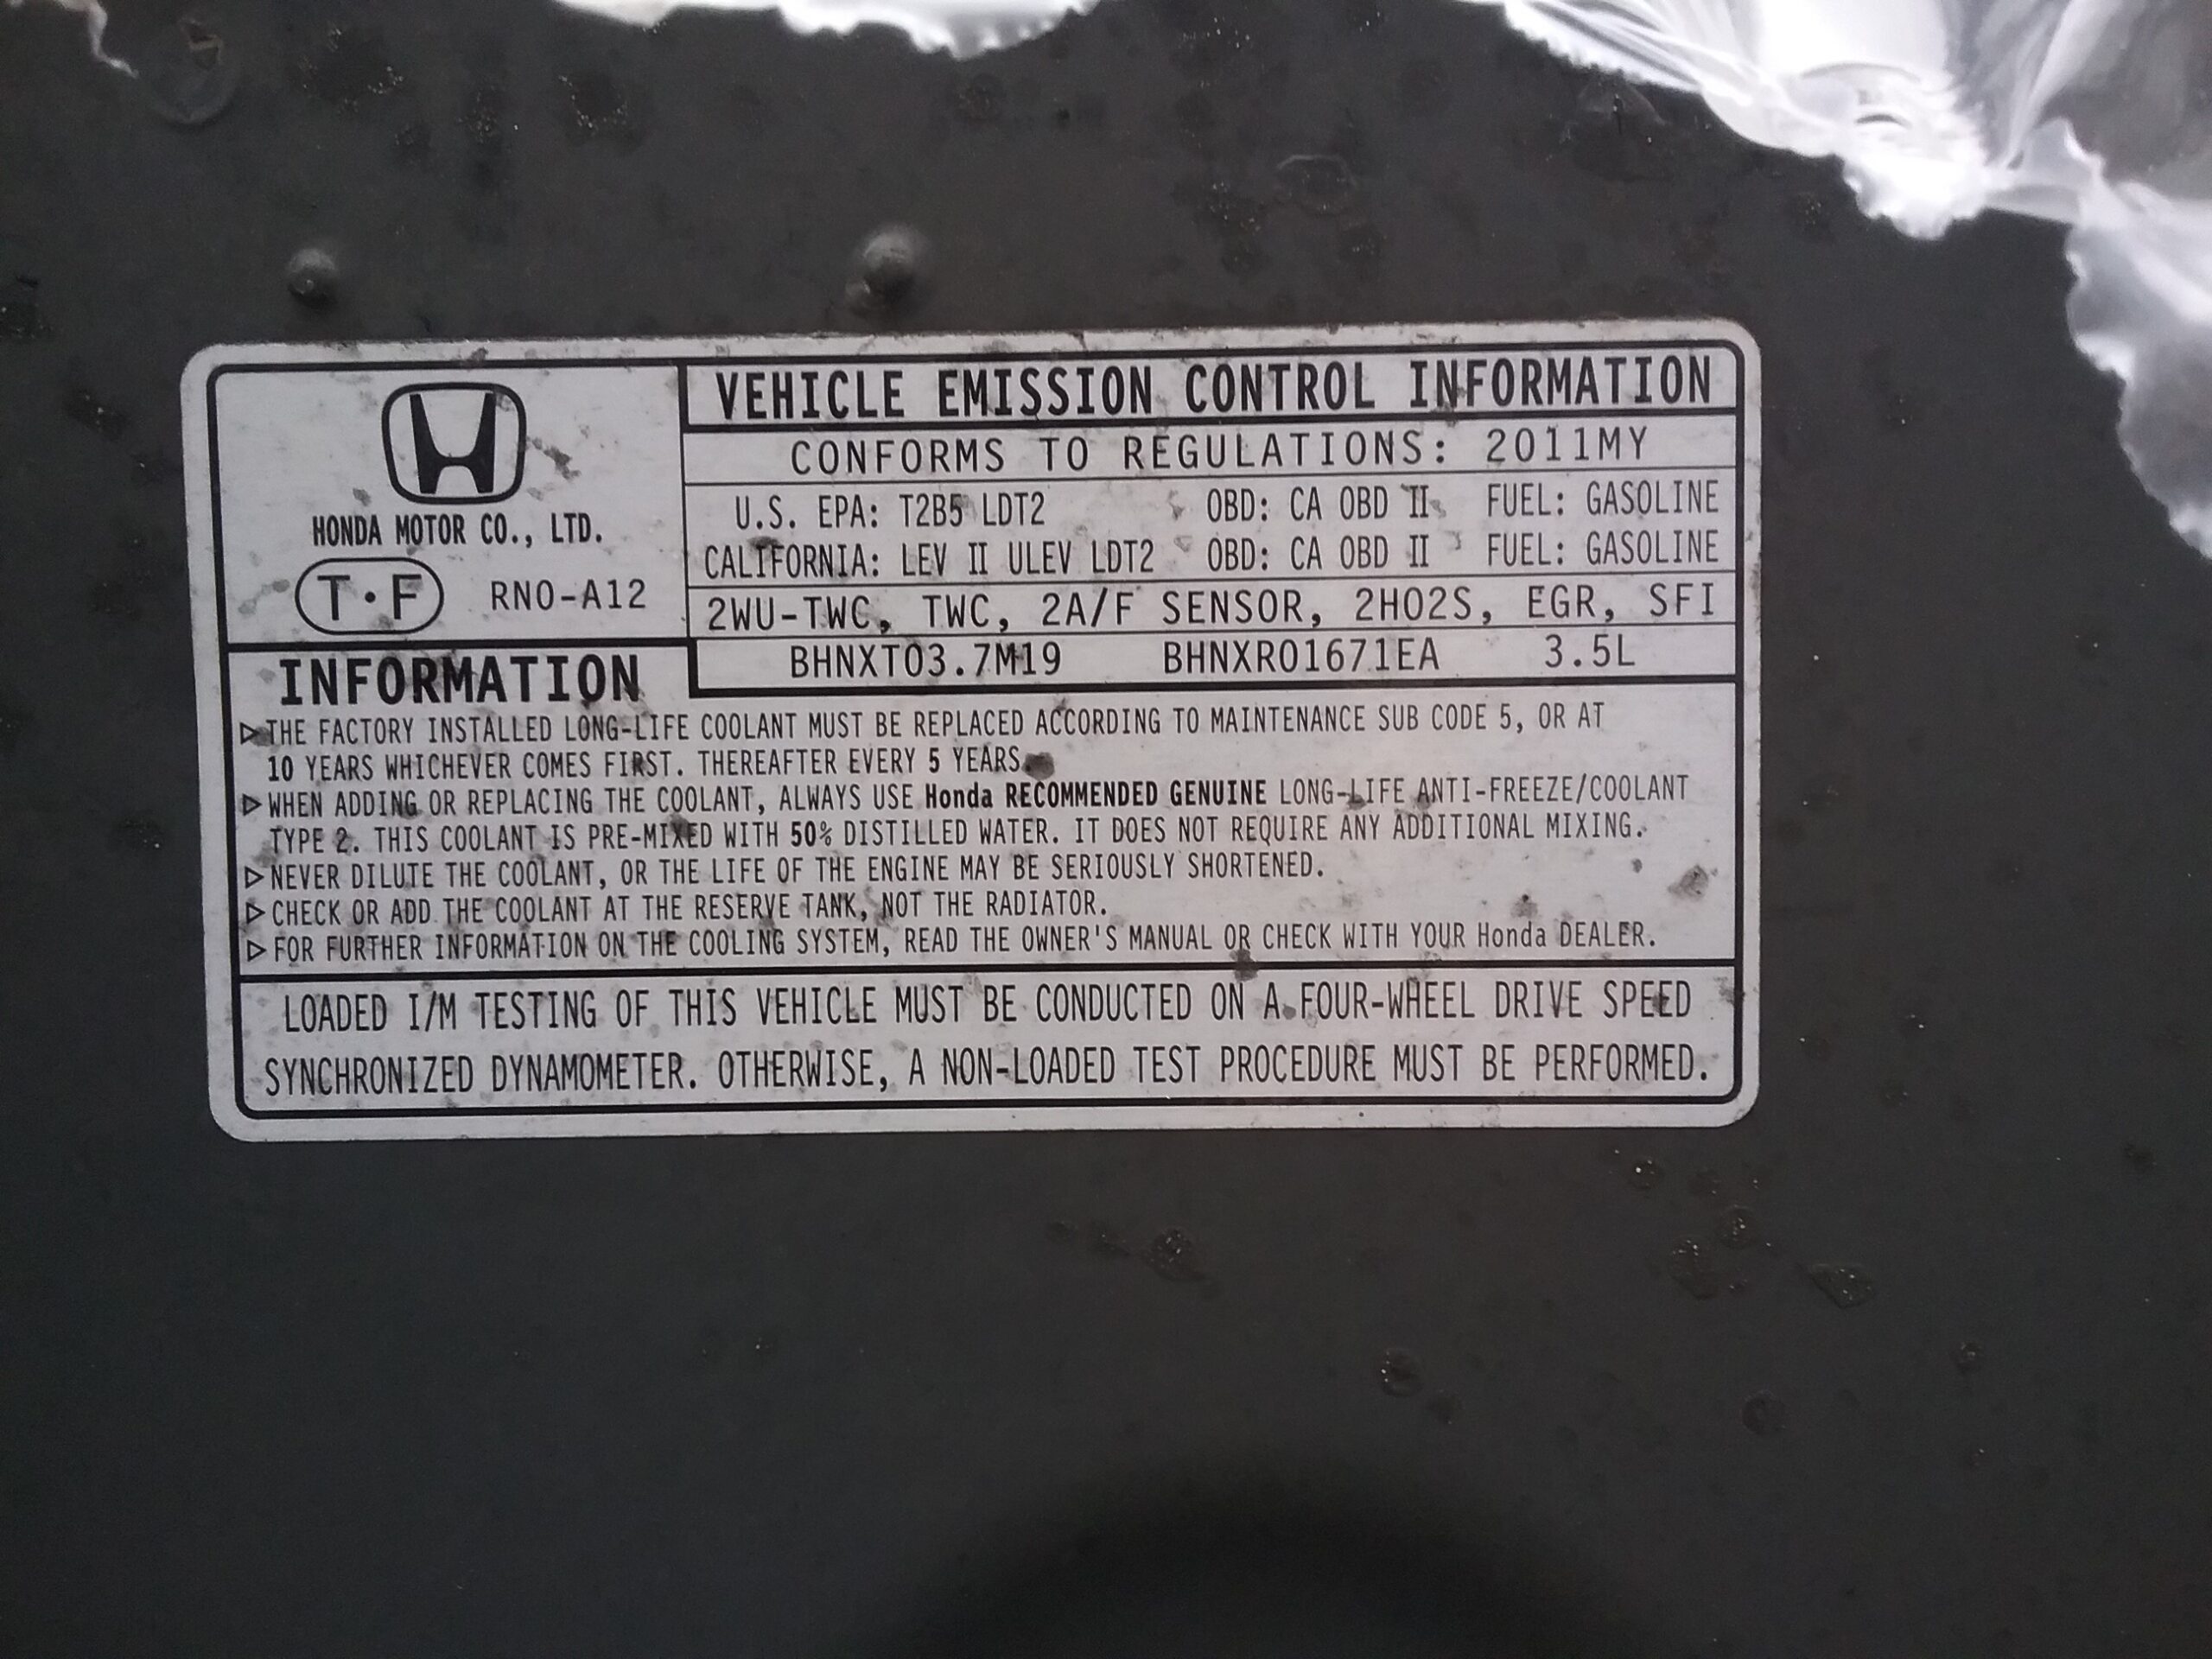 VEHICLE EMISSION CONTROL INFORMATION
CONFORMS TO REGULATIONS: 2011MY
HONDA MOTOR CO., LTD.
T·F RNO-A12
U.S. EPA: T2B5 LDT2 OBD: CA OBD II FUEL: GASOLINE
CALIFORNIA: LEV II ULEV LDT2 OBD: CA OBD II FUEL: GASOLINE
2WU-TWC, TWC, 2A/F SENSOR, 2HO2S, EGR, SFI
BHNXT03.7M19 BHNXR01671EA 3.5L
INFORMATION
▷THE FACTORY INSTALLED LONG-LIFE COOLANT MUST BE REPLACED ACCORDING TO MAINTENANCE SUB CODE 5, OR AT
10 YEARS WHICHEVER COMES FIRST. THEREAFTER EVERY 5 YEARS.
▷WHEN ADDING OR REPLACING THE COOLANT, ALWAYS USE Honda RECOMMENDED GENUINE LONG-LIFE ANTI-FREEZE/COOLANT
TYPE 2. THIS COOLANT IS PRE-MIXED WITH 50% DISTILLED WATER. IT DOES NOT REQUIRE ANY ADDITIONAL MIXING.
▷NEVER DILUTE THE COOLANT, OR THE LIFE OF THE ENGINE MAY BE SERIOUSLY SHORTENED.
▷CHECK OR ADD THE COOLANT AT THE RESERVE TANK, NOT THE RADIATOR.
▷FOR FURTHER INFORMATION ON THE COOLING SYSTEM, READ THE OWNER'S MANUAL OR CHECK WITH YOUR Honda DEALER.
LOADED I/M TESTING OF THIS VEHICLE MUST BE CONDUCTED ON A FOUR-WHEEL DRIVE SPEED
SYNCHRONIZED DYNAMOMETER. OTHERWISE, A NON-LOADED TEST PROCEDURE MUST BE PERFORMED.